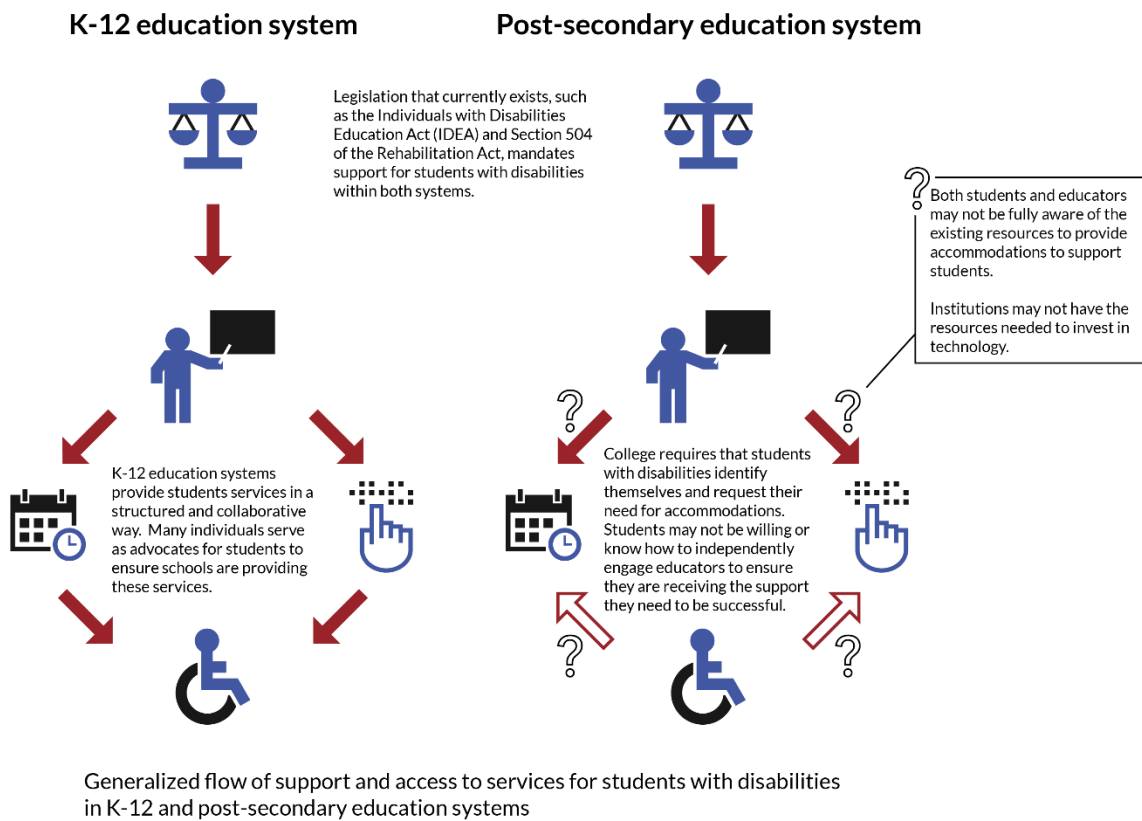 K-12 education system
Post-secondary education system
Legislation that currently exists, such
as the Individuals with Disabilities
Education Act (IDEA) and Section 504
of the Rehabilitation Act, mandates
support for students with disabilities
within both systems.
?
Both students and educators
may not be fully aware of the
existing resources to provide
accommodations to support
students.
Institutions may not have the
resources needed to invest in
technology.
?
?
K-12 education systems
provide students services in a
structured and collaborative
way. Many individuals serve
as advocates for students to
ensure schools are providing
these services.
College requires that students
with disabilities identify
themselves and request their
need for accommodations.
Students may not be willing or
know how to independently
engage educators to ensure
they are receiving the support
they need to be successful.
?
?
Generalized flow of support and access to services for students with disabilities
in K-12 and post-secondary education systems